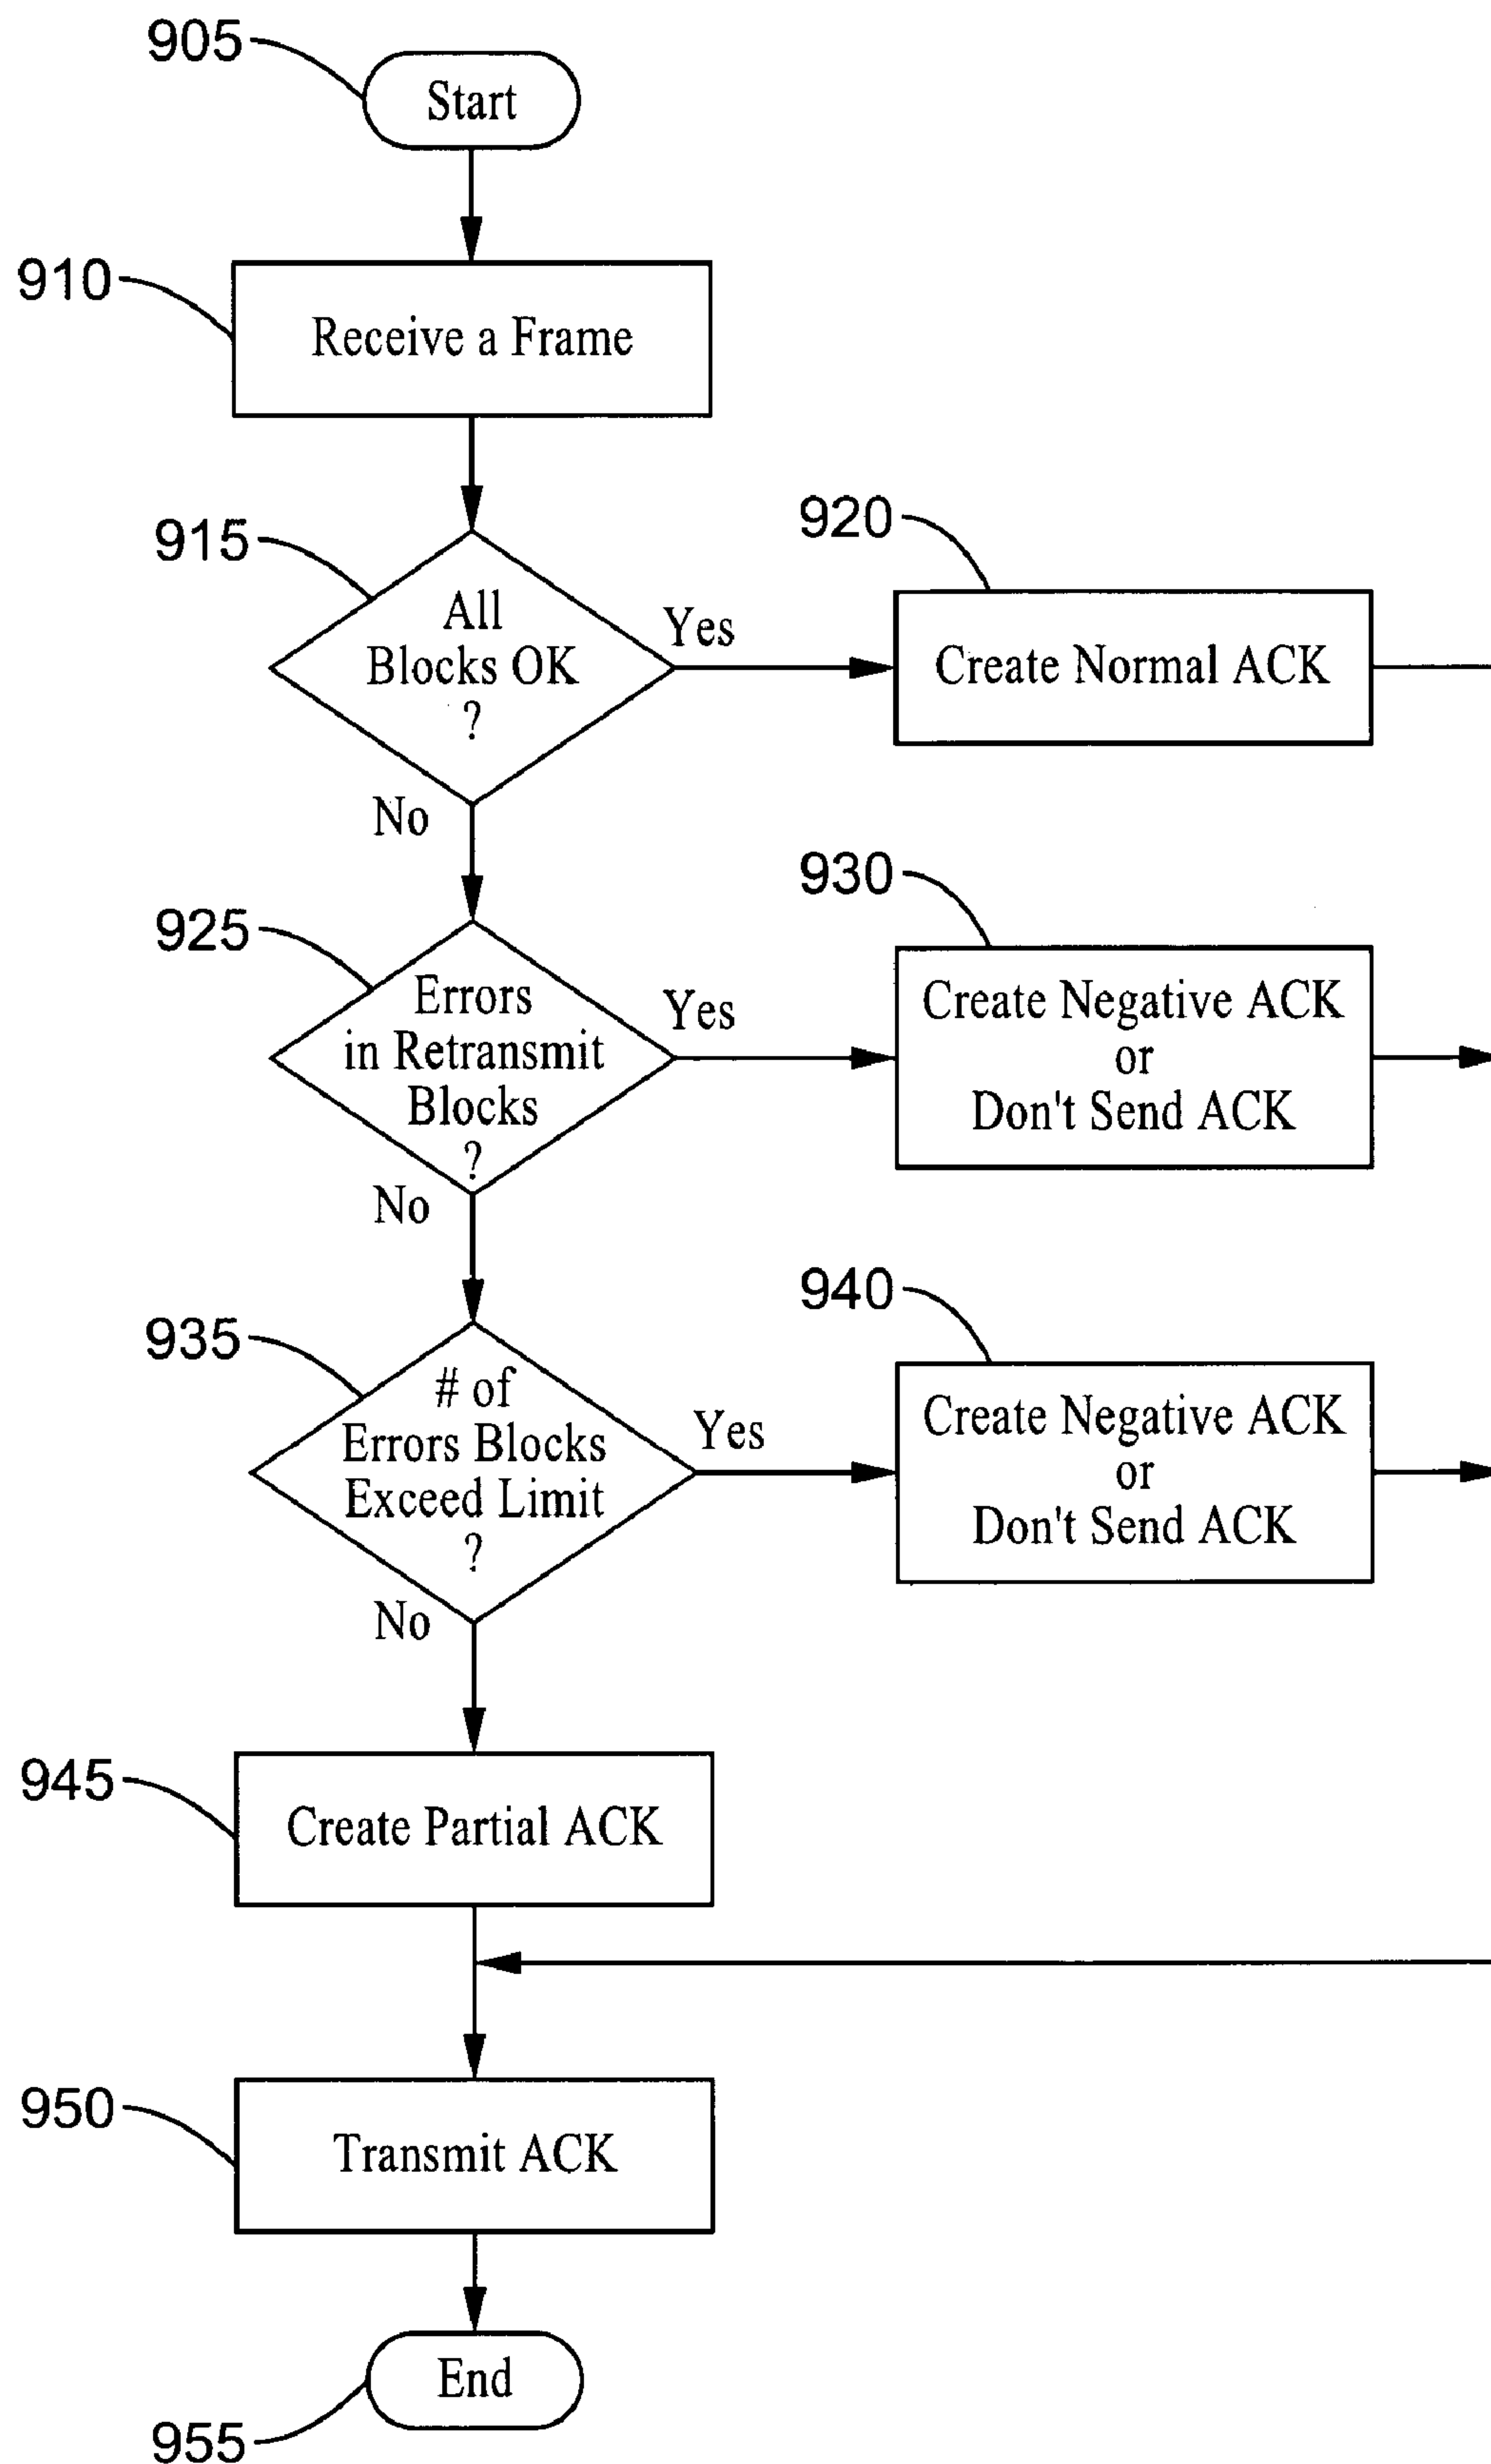 905
Start
910
Receive a Frame
915
All
Blocks OK
?
Yes
920
Create Normal ACK
No
925
Errors
in Retransmit
Blocks
?
Yes
930
Create Negative ACK
or
Don't Send ACK
No
935
# of
Errors Blocks
Exceed Limit
?
Yes
940
Create Negative ACK
or
Don't Send ACK
No
945
Create Partial ACK
950
Transmit ACK
End
955